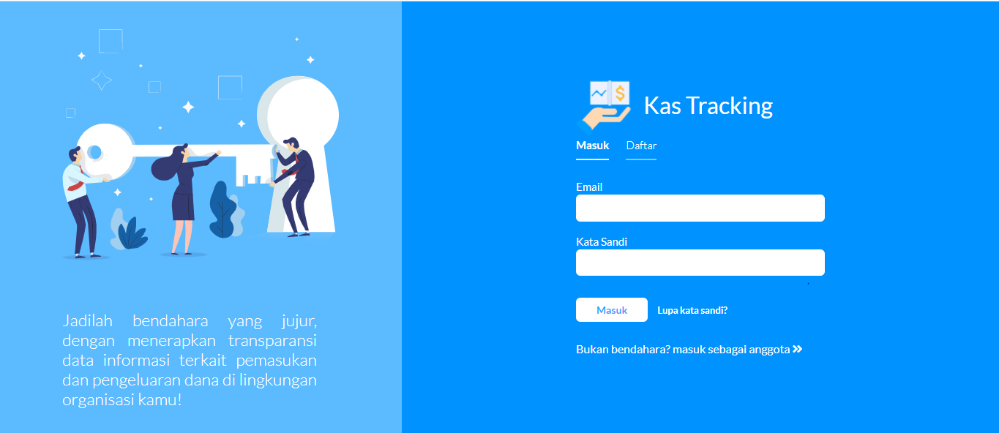 Jadilah bendahara yang jujur,
dengan menerapkan transparansi
data informasi terkait pemasukan
dan pengeluaran dana di lingkungan
organisasi kamu!
$
Kas Tracking
Masuk Daftar
Email
Kata Sandi
Masuk Lupa kata sandi?
Bukan bendahara? masuk sebagai anggota »